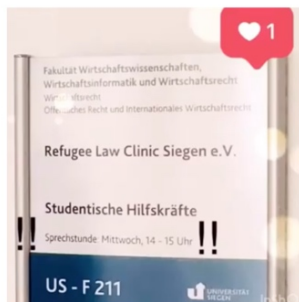 1
Fakultät Wirtschaftswissenschaften,
Wirtschaftsinformatik und Wirtschaftsrecht
Wirtschaftsrecht
Öffentliches Recht und Internationales Wirtschaftsrecht
Refugee Law Clinic Siegen e.V.
Studentische Hilfskräfte
!! Sprechstunde: Mittwoch, 14 - 15 Uhr !!
US - F 211
UNIVERSITÄT
SIEGEN